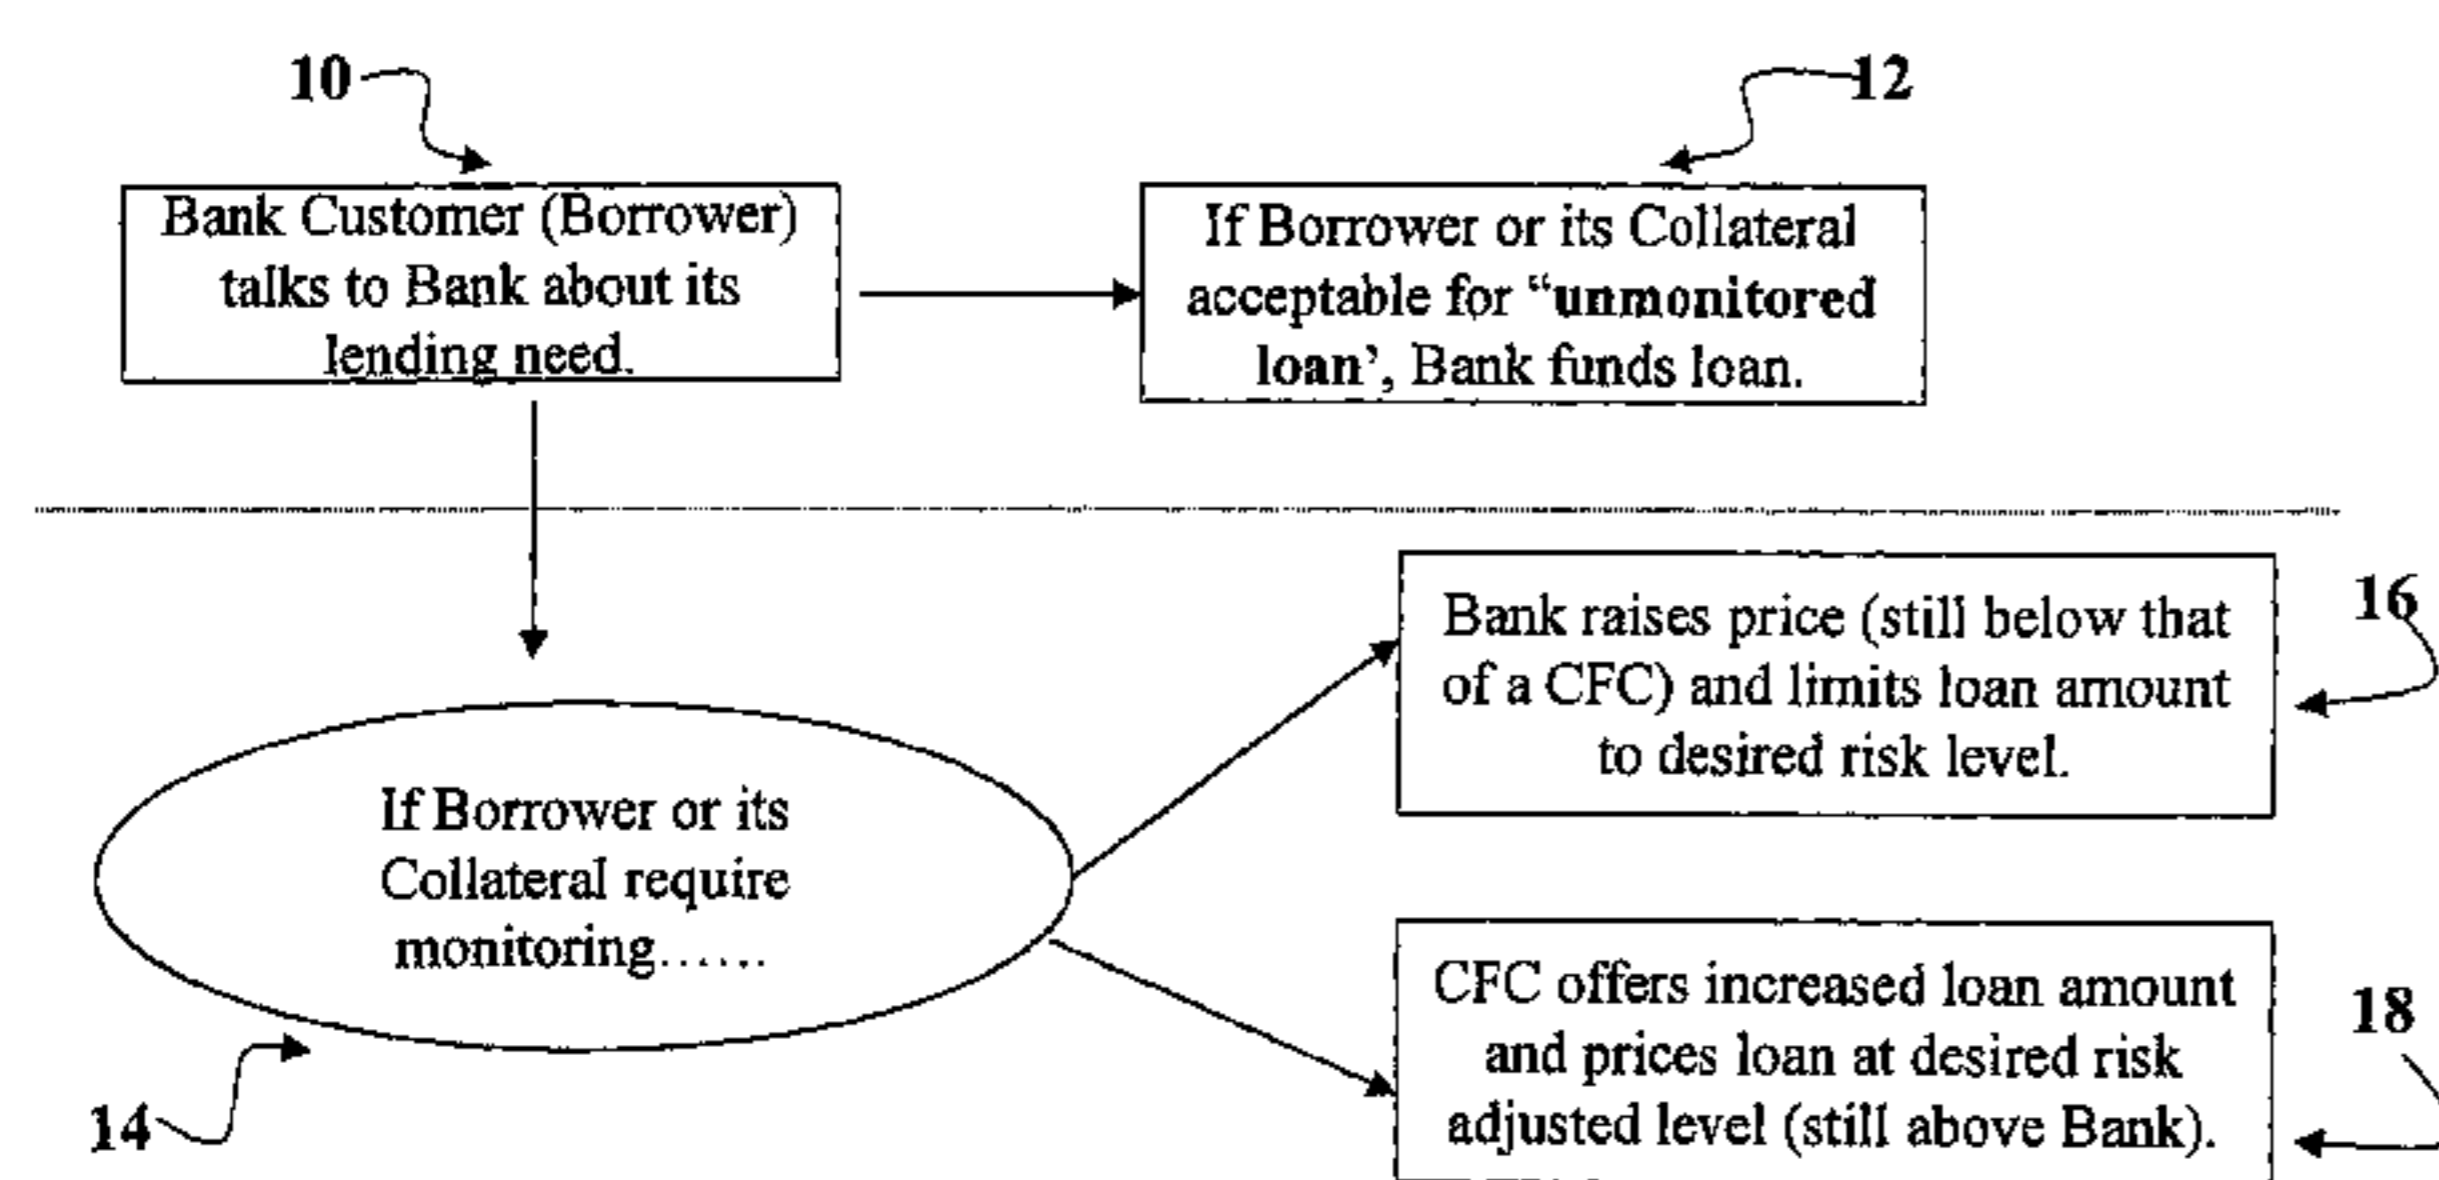 10
12
Bank Customer (Borrower)
talks to Bank about its
lending need.
If Borrower or its Collateral
acceptable for “unmonitored
loan’, Bank funds loan.
Bank raises price (still below that
of a CFC) and limits loan amount
to desired risk level.
16
If Borrower or its
Collateral require
monitoring......
CFC offers increased loan amount
and prices loan at desired risk
adjusted level (still above Bank).
18
14